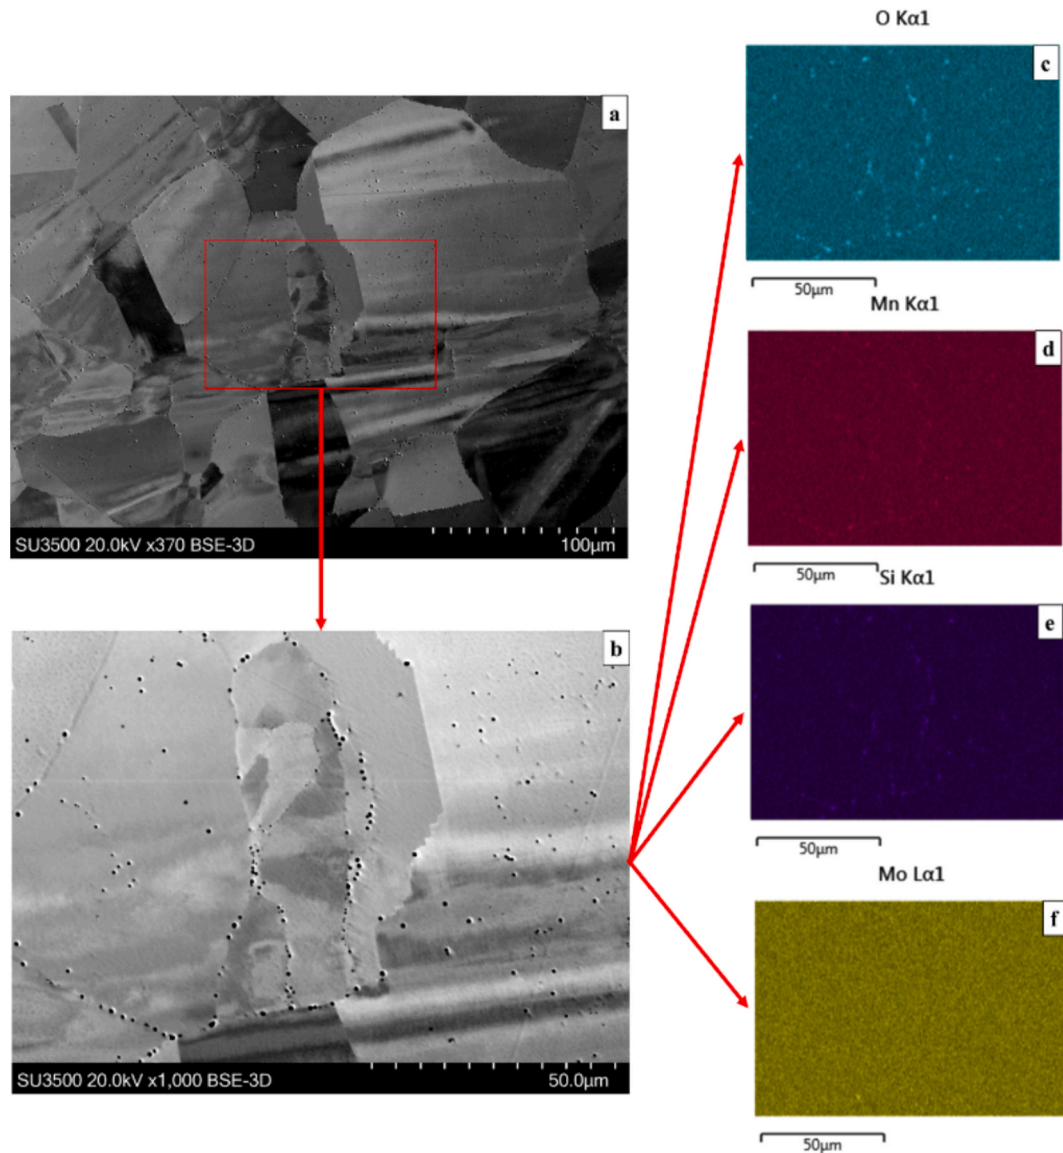 a
SU3500 20.0kV x370 BSE-3D
100µm
b
SU3500 20.0kV x1,000 BSE-3D
50.0µm
O Kα1
c
50µm
Mn Kα1
d
50µm
Si Kα1
e
50µm
Mo Lα1
f
50µm